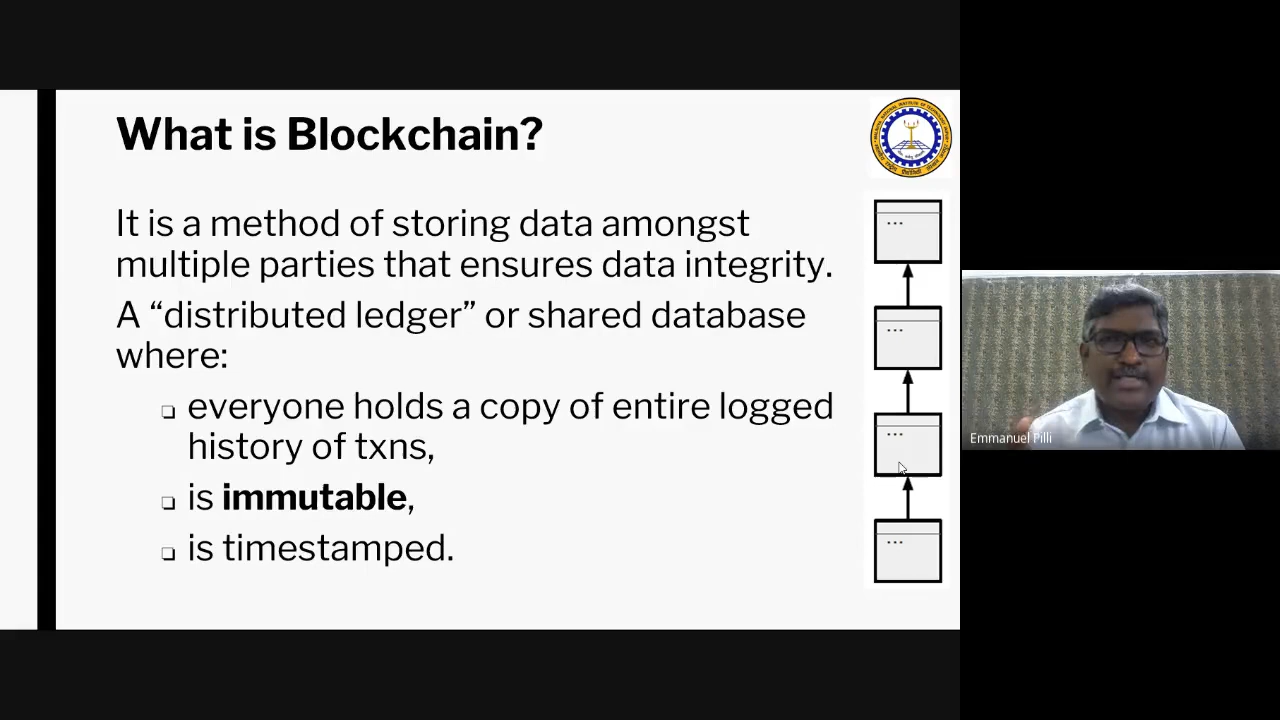 What is Blockchain?
It is a method of storing data amongst
multiple parties that ensures data integrity.
A “distributed ledger” or shared database
where:
❑ everyone holds a copy of entire logged
history of txns,
❑ is immutable,
❑ is timestamped.
...
...
...
...
Emmanuel Pilli